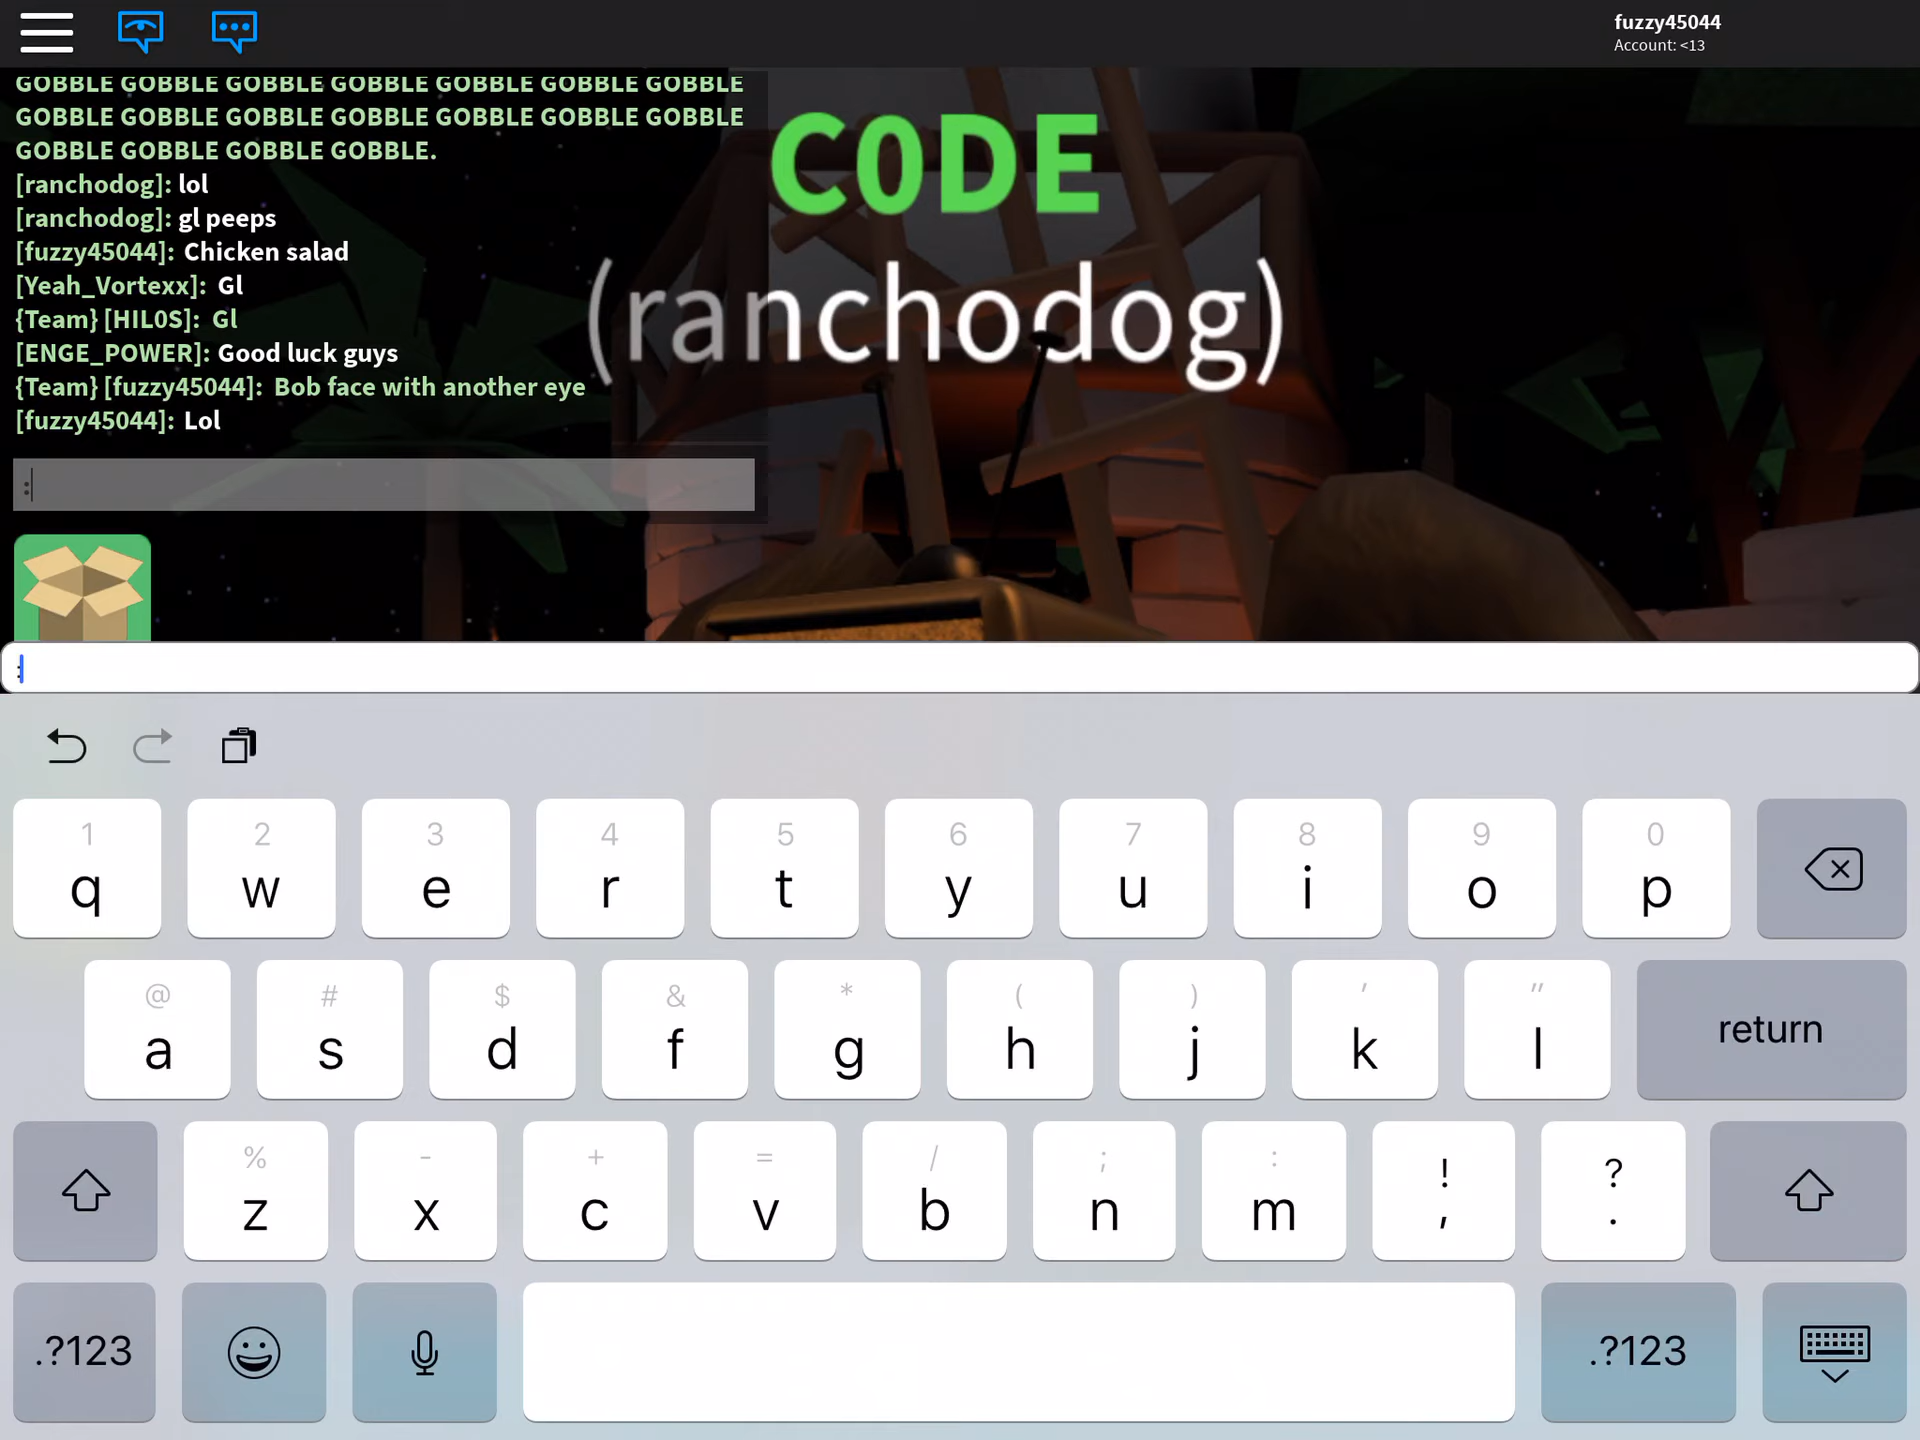 fuzzy45044
Account: <13
GOBBLE GOBBLE GOBBLE GOBBLE GOBBLE GOBBLE GOBBLE
GOBBLE GOBBLE GOBBLE GOBBLE GOBBLE GOBBLE GOBBLE
GOBBLE GOBBLE GOBBLE GOBBLE.
[ranchodog]: lol
[ranchodog]: gl peeps
[fuzzy45044]: Chicken salad
[Yeah_Vortexx]: Gl
{Team} [HIL0S]: Gl
[ENGE_POWER]: Good luck guys
{Team} [fuzzy45044]: Bob face with another eye
[fuzzy45044]: Lol
:
C0DE
(ranchodog)
:
1 2 3 4 5 6 7 8 9 0
q w e r t y u i o p
@ # $ & * ( ) ' "
a s d f g h j k l return
% - + = / ; : ! ?
z x c v b n m , .
.?123 .?123